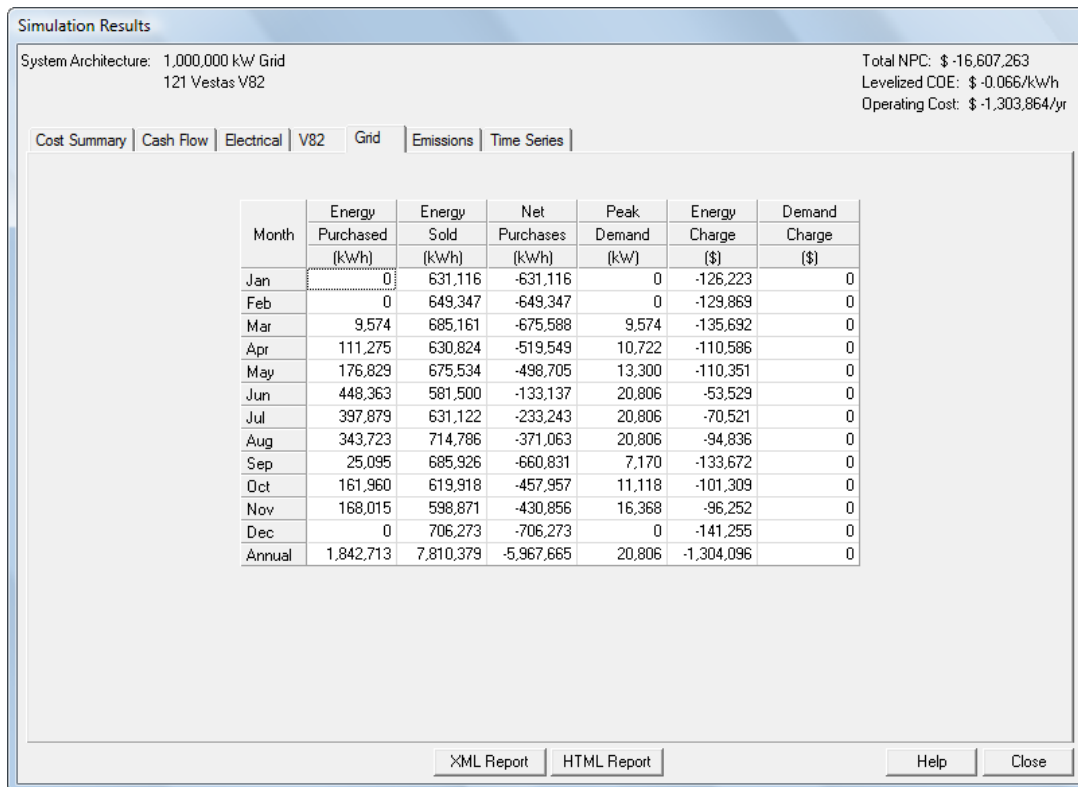 Simulation Results
System Architecture: 1,000,000 kW Grid
121 Vestas V82
Total NPC: $ -16,607,263
Levelized COE: $ -0.066/kWh
Operating Cost: $ -1,303,864/yr
Cost Summary Cash Flow Electrical V82 Grid Emissions Time Series
Energy Energy Net Peak Energy Demand
Month Purchased Sold Purchases Demand Charge Charge
(kWh) (kWh) (kWh) (kW) ($) ($)
Jan 0 631,116 -631,116 0 -126,223 0
Feb 0 649,347 -649,347 0 -129,869 0
Mar 9,574 685,161 -675,588 9,574 -135,692 0
Apr 111,275 630,824 -519,549 10,722 -110,586 0
May 176,829 675,534 -498,705 13,300 -110,351 0
Jun 448,363 581,500 -133,137 20,806 -53,529 0
Jul 397,879 631,122 -233,243 20,806 -70,521 0
Aug 343,723 714,786 -371,063 20,806 -94,836 0
Sep 25,095 685,926 -660,831 7,170 -133,672 0
Oct 161,960 619,918 -457,957 11,118 -101,309 0
Nov 168,015 598,871 -430,856 16,368 -96,252 0
Dec 0 706,273 -706,273 0 -141,255 0
Annual 1,842,713 7,810,379 -5,967,665 20,806 -1,304,096 0
XML Report HTML Report Help Close